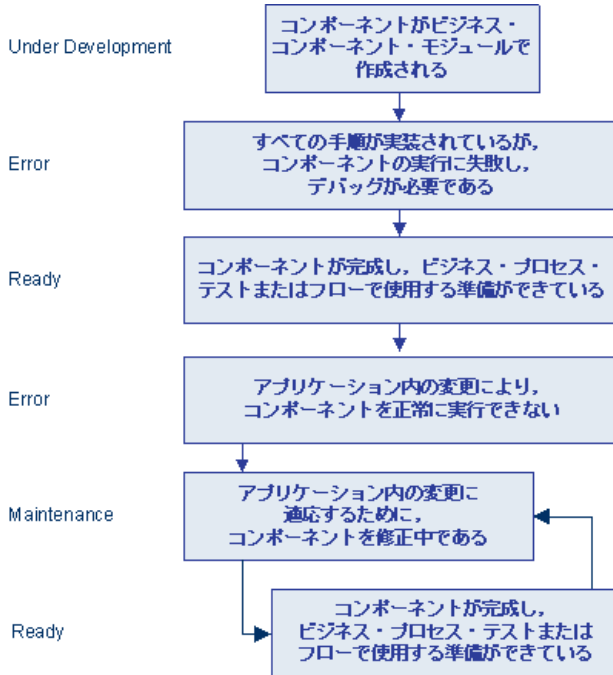 Under Development
コンポーネントがビジネス・
コンポーネント・モジュールで
作成される
Error
すべての手順が実装されているが,
コンポーネントの実行に失敗し,
デバッグが必要である
Ready
コンポーネントが完成し, ビジネス・プロセス・
テストまたはフローで使用する準備ができている
Error
アプリケーション内の変更により,
コンポーネントを正常に実行できない
Maintenance
アプリケーション内の変更に
適応するために,
コンポーネントを修正中である
Ready
コンポーネントが完成し,
ビジネス・プロセス・テストまたは
フローで使用する準備ができている